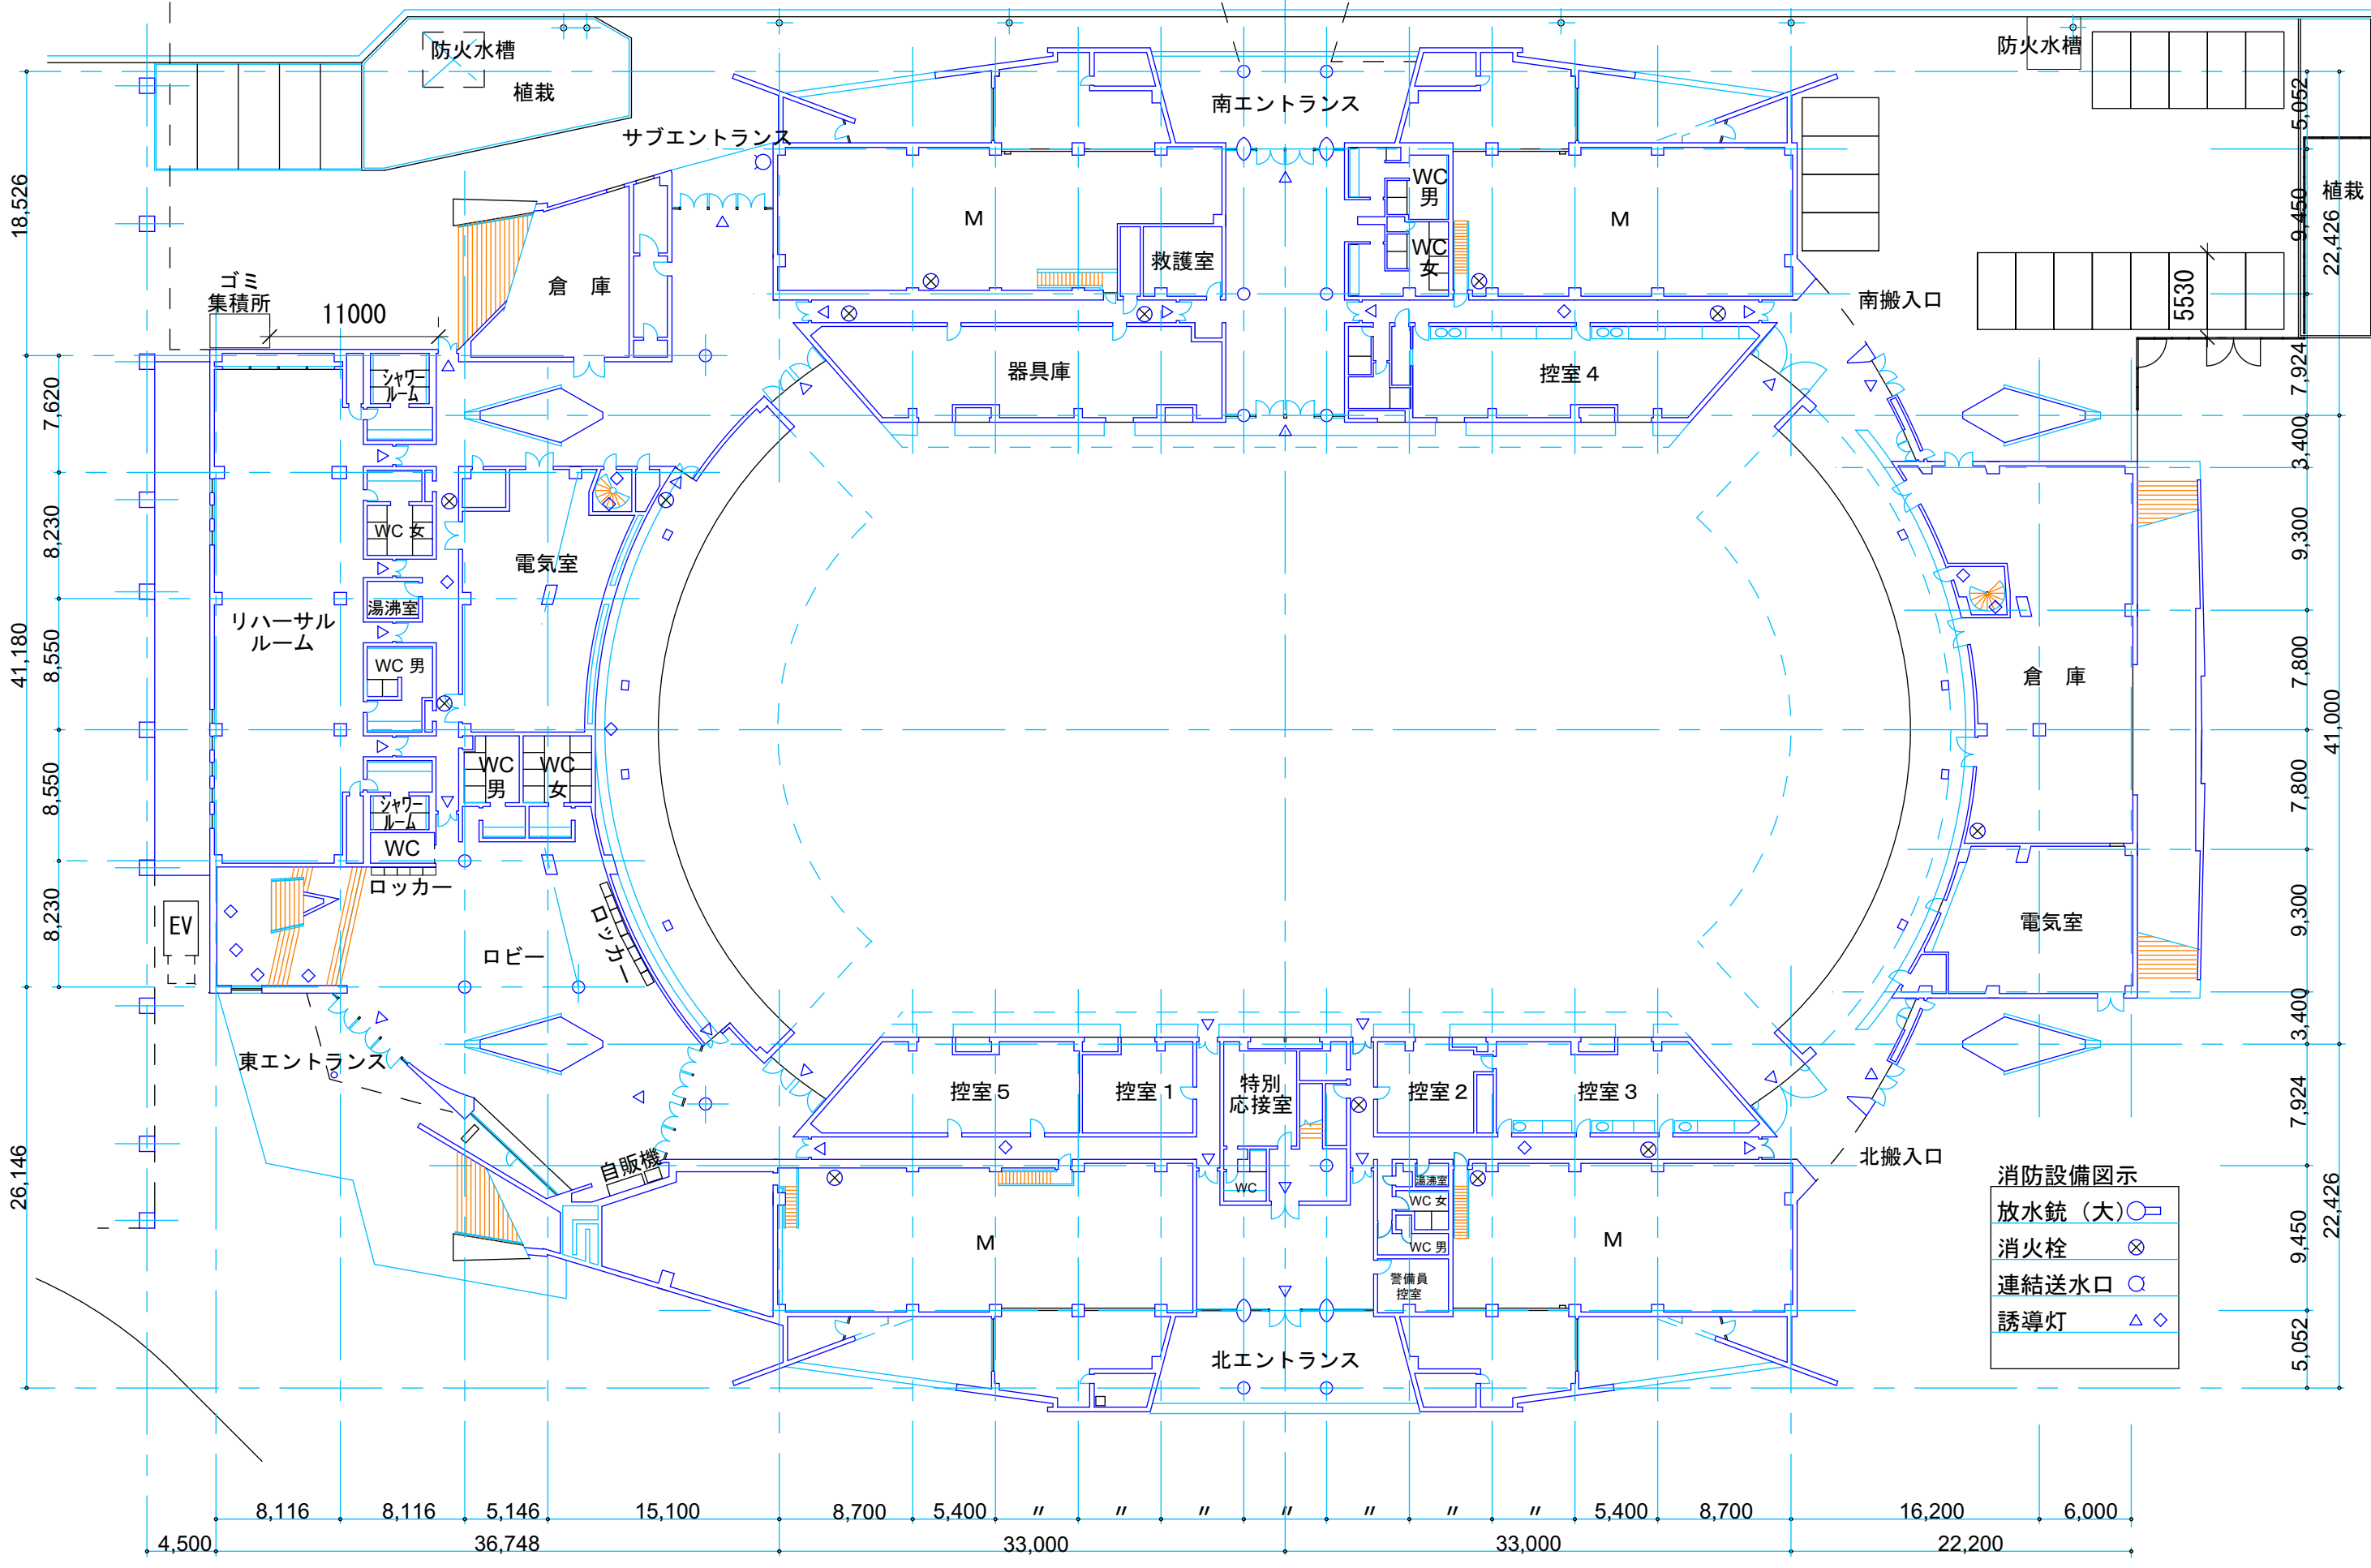 防火水槽
植栽
サブエントランス
南エントランス
防火水槽
植栽
M
救護室
WC
男
WC
女
M
倉　庫
ゴミ
集積所
11000
南搬入口
5530
シャワー
ルーム
器具庫
控室４
WC 女
電気室
湯沸室
リハーサル
ルーム
WC 男
倉　庫
WC
男
WC
女
シャワー
ルーム
WC
ロッカー
EV
ロビー
ロッカー
電気室
東エントランス
控室５
控室１
特別
応接室
控室２
控室３
自販機
WC
湯沸室
WC 女
WC 男
警備員
控室
M
M
北搬入口
北エントランス
消防設備図示
放水銃（大）
消火栓
連結送水口
誘導灯
18,526
41,180
26,146
7,620
8,230
8,550
8,550
8,230
5,052
9,450
22,426
7,924
3,400
9,300
7,800
41,000
7,800
9,300
3,400
7,924
9,450
22,426
5,052
8,116
8,116
5,146
15,100
8,700
5,400
〃
〃
〃
〃
〃
〃
〃
5,400
8,700
16,200
6,000
4,500
36,748
33,000
33,000
22,200